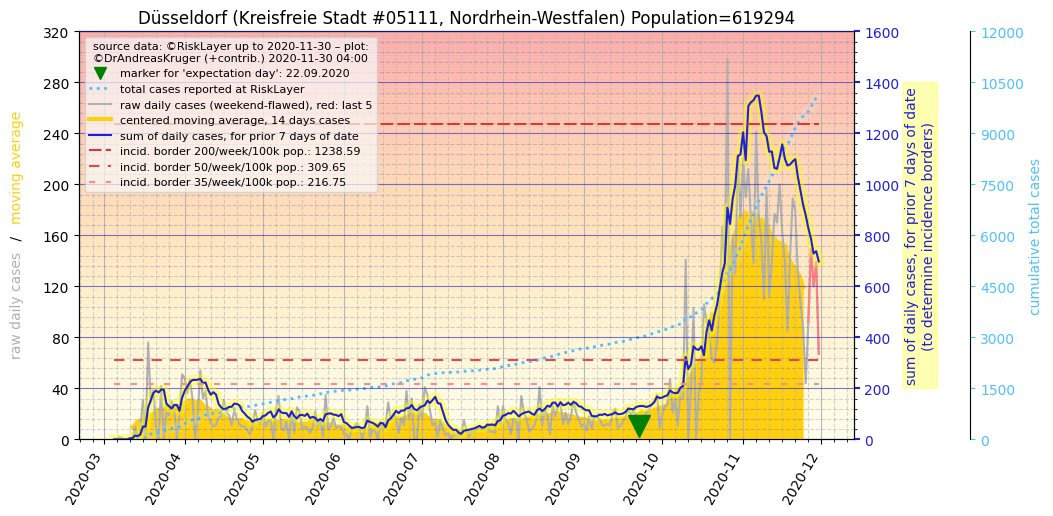 Düsseldorf (Kreisfreie Stadt #05111, Nordrhein-Westfalen) Population=619294
source data: ©RiskLayer up to 2020-11-30 – plot:
©DrAndreasKruger (+contrib.) 2020-11-30 04:00
marker for 'expectation day': 22.09.2020
total cases reported at RiskLayer
raw daily cases (weekend-flawed), red: last 5
centered moving average, 14 days cases
sum of daily cases, for prior 7 days of date
incid. border 200/week/100k pop.: 1238.59
incid. border 50/week/100k pop.: 309.65
incid. border 35/week/100k pop.: 216.75
raw daily cases / moving average
320
280
240
200
160
120
80
40
0
2020-03
2020-04
2020-05
2020-06
2020-07
2020-08
2020-09
2020-10
2020-11
2020-12
1600
1400
1200
1000
800
600
400
200
0
sum of daily cases, for prior 7 days of date
(to determine incidence borders)
12000
10500
9000
7500
6000
4500
3000
1500
0
cumulative total cases